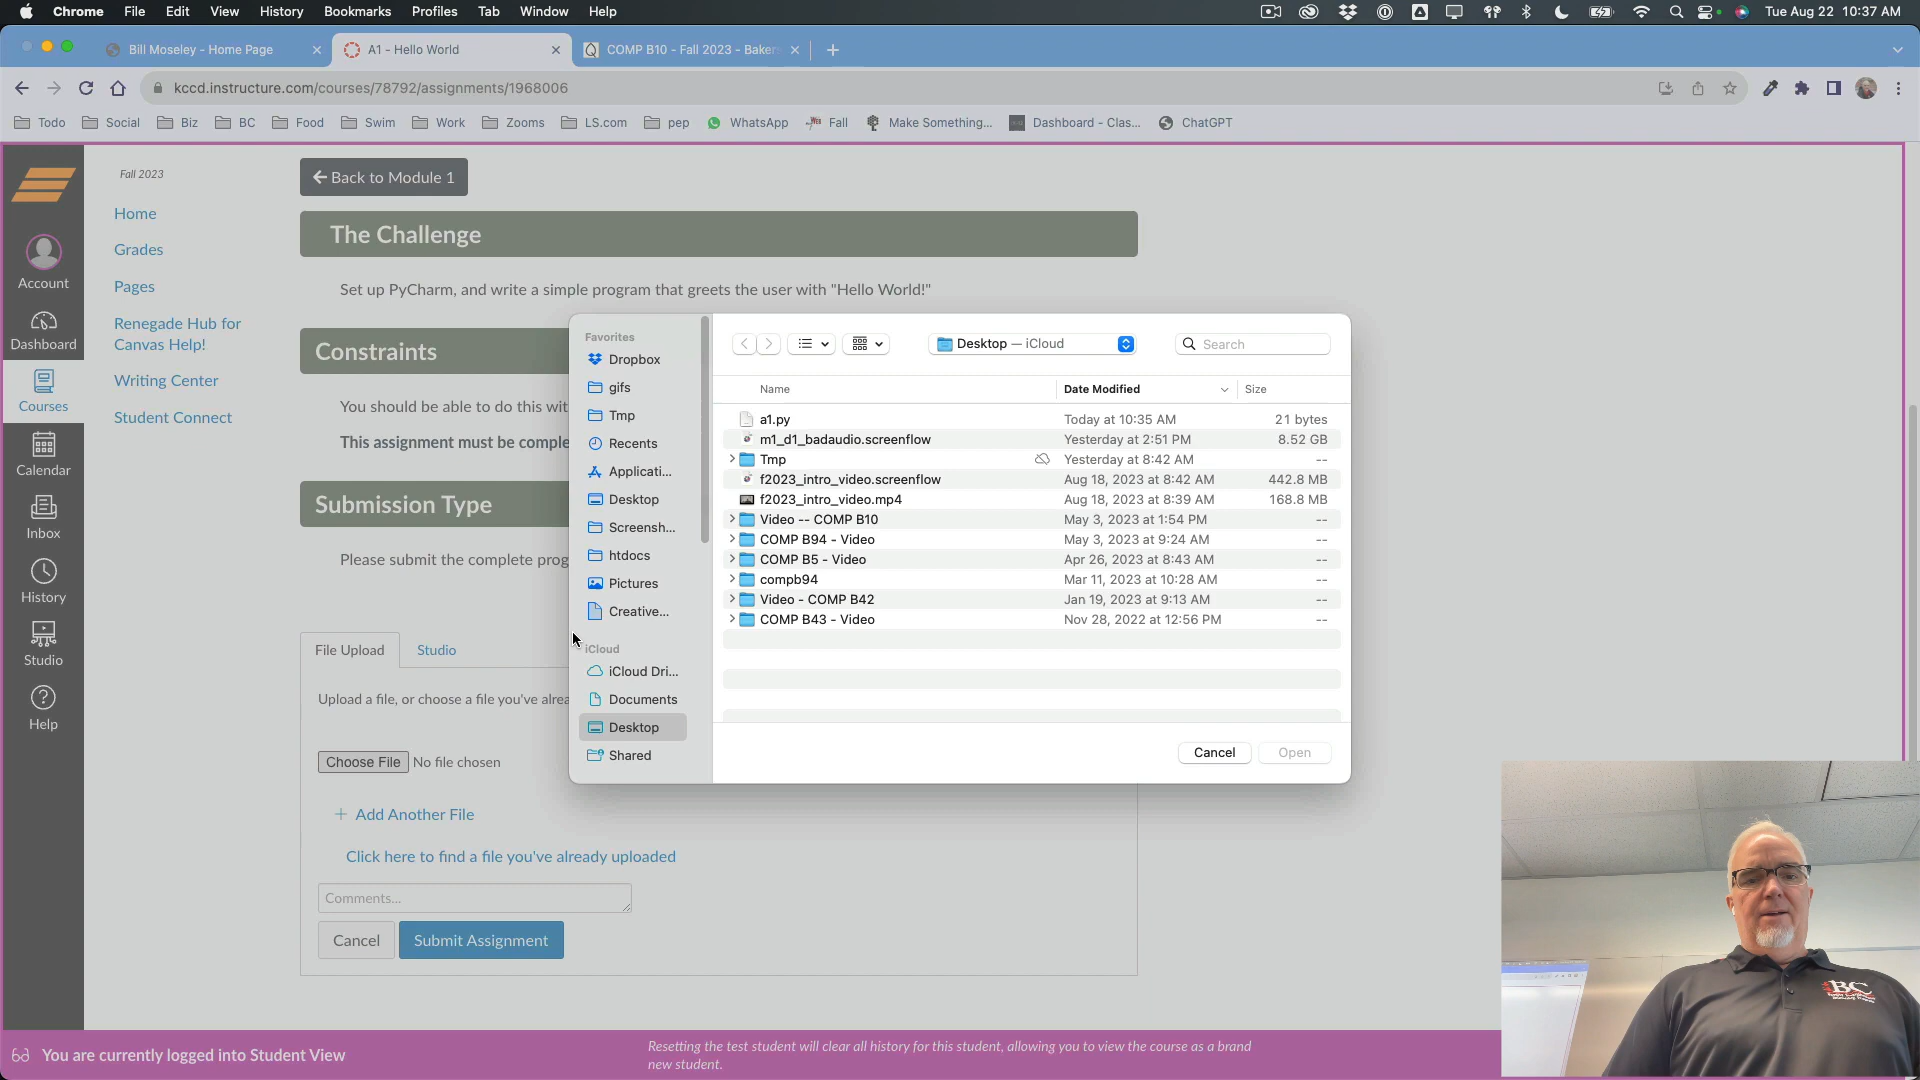 Chrome File Edit View History Bookmarks Profiles Tab Window Help Tue Aug 22 10:37 AM
Bill Moseley - Home Page A1 - Hello World COMP B10 - Fall 2023 - Baker
kccd.instructure.com/courses/78792/assignments/1968006
Todo Social Biz BC Food Swim Work Zooms LS.com pep WhatsApp Fall Make Something... Dashboard - Clas... ChatGPT
Fall 2023
Home
Grades
Pages
Renegade Hub for
Canvas Help!
Writing Center
Student Connect
Account
Dashboard
Courses
Calendar
Inbox
History
Studio
Help
Back to Module 1
The Challenge
Set up PyCharm, and write a simple program that greets the user with "Hello World!"
Constraints
You should be able to do this wit
This assignment must be comple
Submission Type
Please submit the complete prog
File Upload Studio
Upload a file, or choose a file you've alrea
Choose File No file chosen
+ Add Another File
Click here to find a file you've already uploaded
Comments...
Cancel Submit Assignment
Favorites
Dropbox
gifs
Tmp
Recents
Applicati...
Desktop
Screensh...
htdocs
Pictures
Creative...
iCloud
iCloud Dri...
Documents
Desktop
Shared
Desktop — iCloud Search
Name Date Modified Size
a1.py Today at 10:35 AM 21 bytes
m1_d1_badaudio.screenflow Yesterday at 2:51 PM 8.52 GB
Tmp Yesterday at 8:42 AM --
f2023_intro_video.screenflow Aug 18, 2023 at 8:42 AM 442.8 MB
f2023_intro_video.mp4 Aug 18, 2023 at 8:39 AM 168.8 MB
Video -- COMP B10 May 3, 2023 at 1:54 PM --
COMP B94 - Video May 3, 2023 at 9:24 AM --
COMP B5 - Video Apr 26, 2023 at 8:43 AM --
compb94 Mar 11, 2023 at 10:28 AM --
Video - COMP B42 Jan 19, 2023 at 9:13 AM --
COMP B43 - Video Nov 28, 2022 at 12:56 PM --
Cancel Open
BC
You are currently logged into Student View
Resetting the test student will clear all history for this student, allowing you to view the course as a brand
new student.